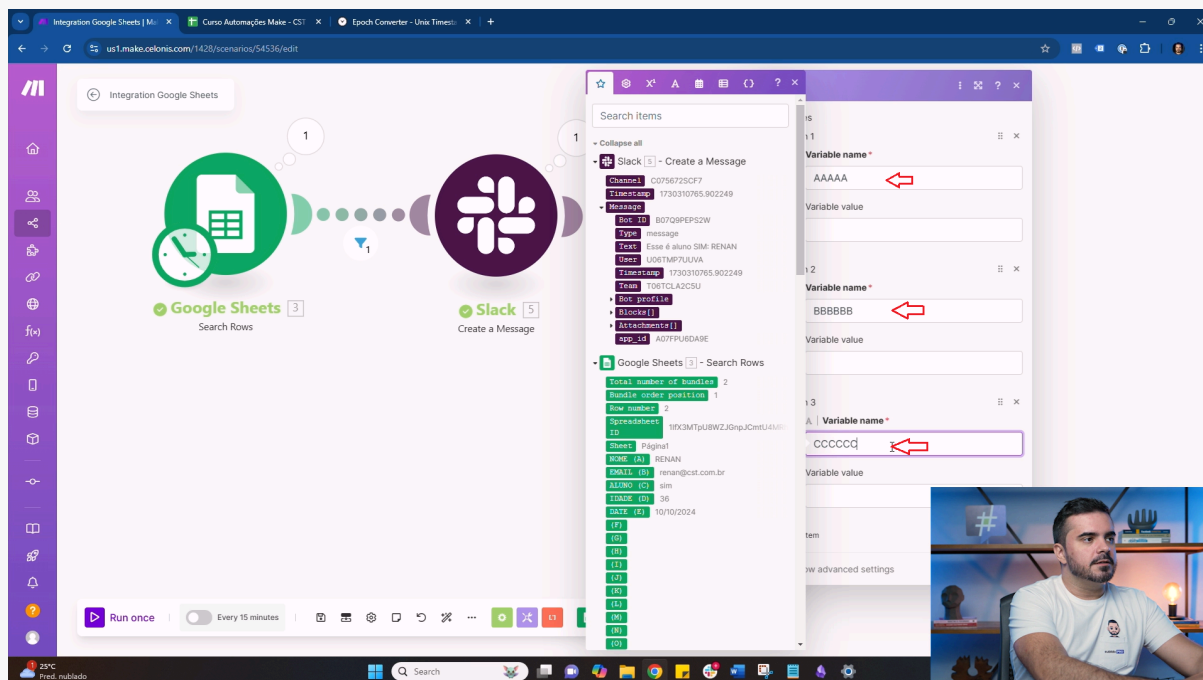 Integration Google Sheets | Ma
Curso Automações Make - CST
Epoch Converter - Unix Timesta
us1.make.celonis.com/1428/scenarios/54536/edit
Integration Google Sheets
1
1
1
Google Sheets 3
Search Rows
Slack 5
Create a Message
Search items
Collapse all
Slack 5 - Create a Message
Channel C075672SCF7
Timestamp 1730310765.902249
Message
Bot ID B07Q9PEPS2W
Type message
Text Esse é aluno SIM: RENAN
User U06TMP7UUVA
Timestamp 1730310765.902249
Team T06TCLA2C5U
Bot profile
Blocks[]
Attachments[]
app_id A07FPU6DA9E
Google Sheets 3 - Search Rows
Total number of bundles 2
Bundle order position 1
Row number 2
Spreadsheet ID 1IfX3MTpU8WZJGnpJCmtU4M
Sheet Página1
NOME (A) RENAN
EMAIL (B) renan@cst.com.br
ALUNO (C) sim
IDADE (D) 36
DATE (E) 10/10/2024
(F)
(G)
(H)
(I)
(J)
(K)
(L)
(M)
(N)
(O)
es
n 1
Variable name*
AAAAA
Variable value
n 2
Variable name*
BBBBBB
Variable value
n 3
A Variable name*
CCCCCC
Variable value
tem
ow advanced settings
Run once
Every 15 minutes
25°C
Pred. nublado
Search